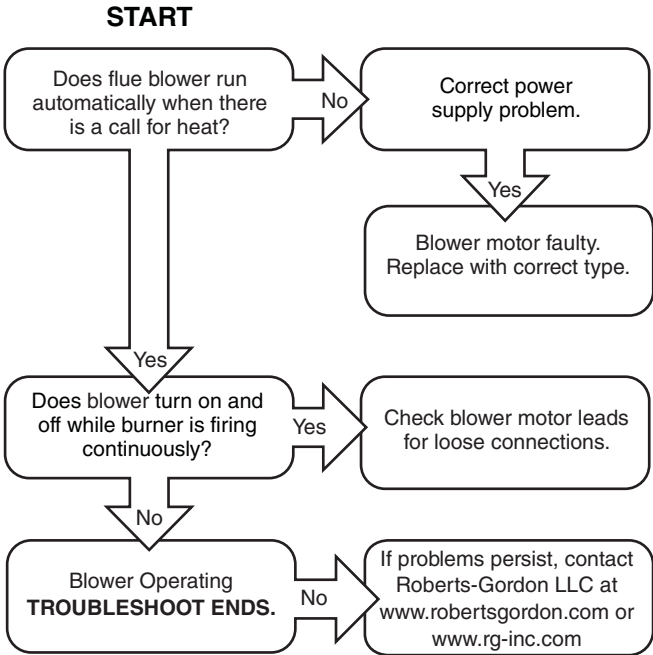 START
Does flue blower run
automatically when there
is a call for heat?
No
Correct power
supply problem.
Yes
Blower motor faulty.
Replace with correct type.
Yes
Does blower turn on and
off while burner is firing
continuously?
Yes
Check blower motor leads
for loose connections.
No
Blower Operating
TROUBLESHOOT ENDS.
No
If problems persist, contact
Roberts-Gordon LLC at
www.robertsgordon.com or
www.rg-inc.com